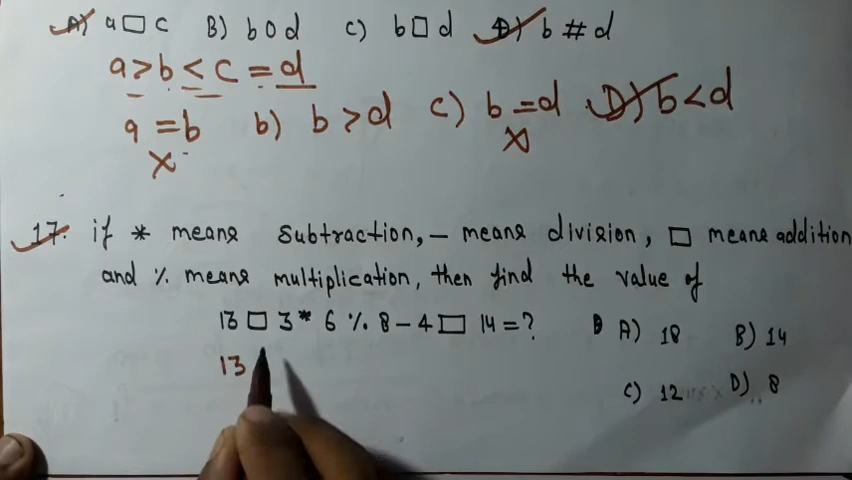 A) a □ c B) b o d C) b □ d D) b # d
a > b < c = d
a = b b) b > d C) b = d D) b < d
x x
17. if * means subtraction, - means division, □ means addition
and % means multiplication, then find the value of
13 □ 3 * 6 % 8 - 4 □ 14 = ? A) 18 B) 14
13
C) 12 D) 8